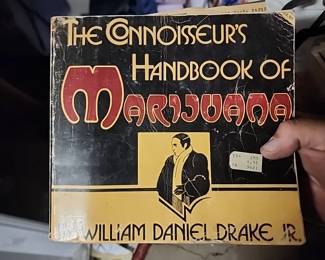 THE CONNOISSEUR'S
HANDBOOK OF
MARIJUANA
WILLIAM DANIEL DRAKE JR.